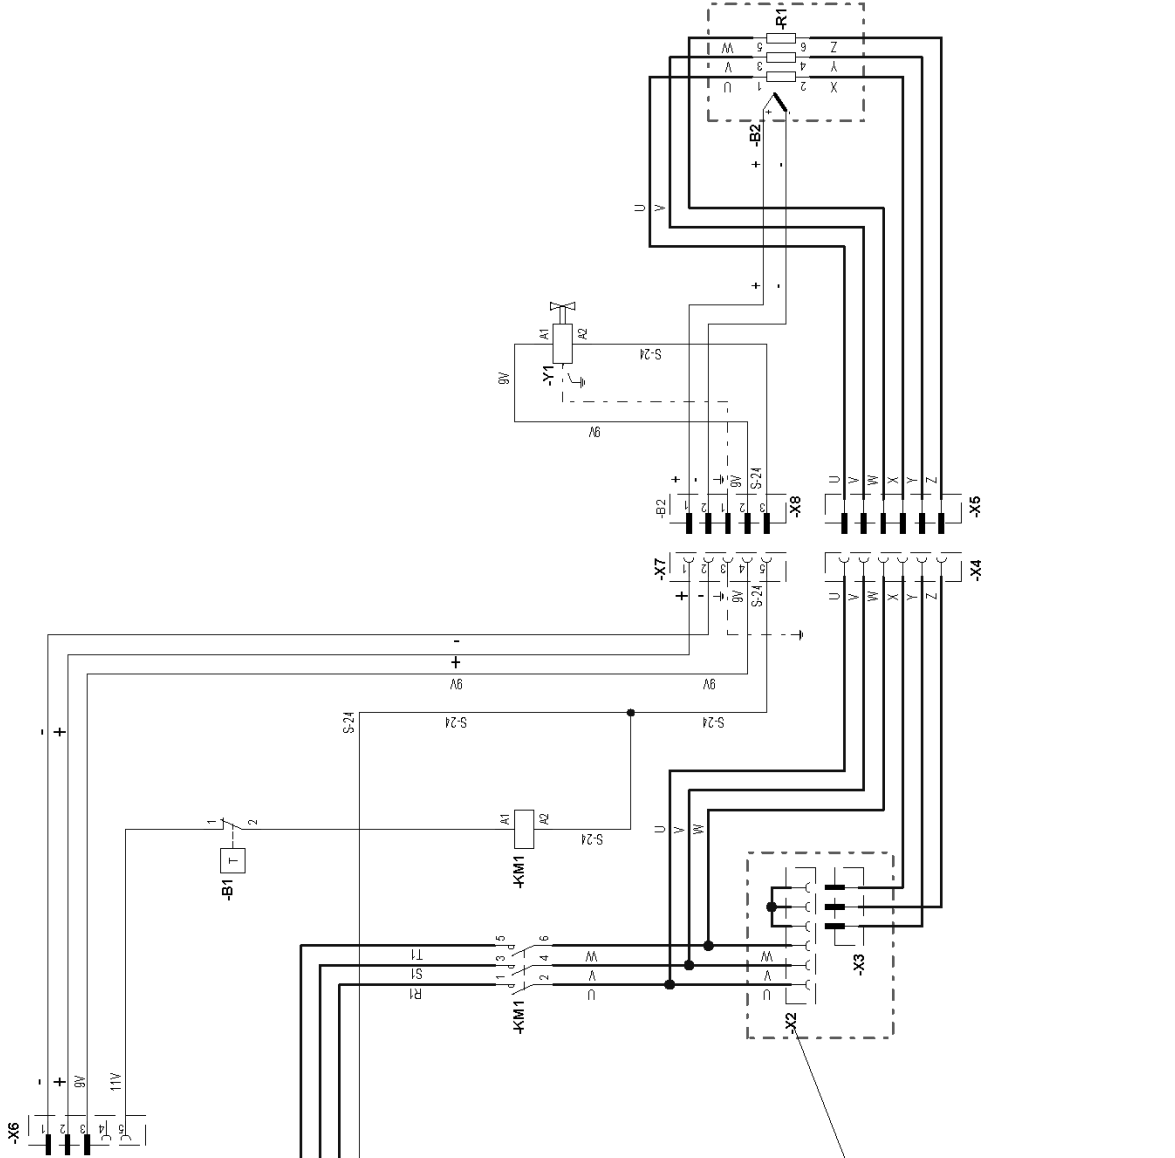 -R1
W 5 6 Z
V 3 4 Y
U 1 2 X
+ -
-B2
+ -
U V
+ -
A1 A2
S-24
9V
-Y1
9V
+ - 9V S-24
U V W X Y Z
-B2 1 2 1 2 3 -X8
-X5
-X7 1 2 3 4 5
-X4
+ - 9V S-24
U V W X Y Z
-
+
9V 9V
S-24 S-24 S-24
- +
1 2
A1 A2
S-24
U V W
T
-B1
-KM1
T1 5 6 W W
S1 3 4 V V
R1 1 2 U U
-X3
-KM1
-X2
- + 9V 11V
-X6 1 2 3 4 5